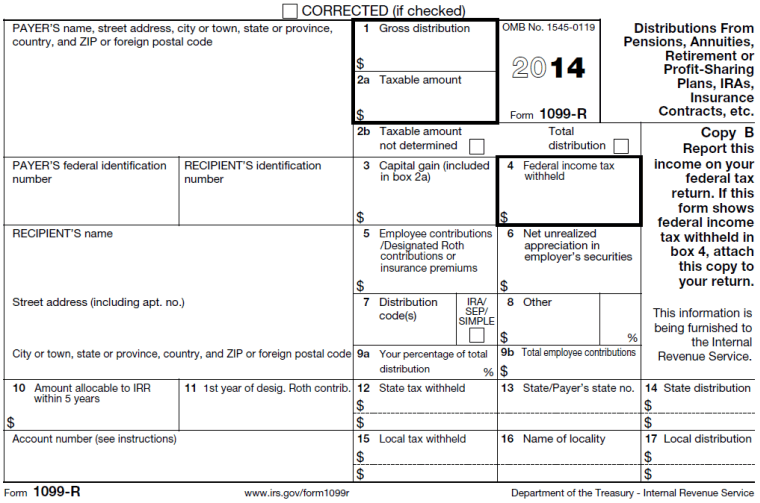 CORRECTED (if checked)
PAYER'S name, street address, city or town, state or province,
country, and ZIP or foreign postal code
1 Gross distribution
$
2a Taxable amount
$
OMB No. 1545-0119
2014
Form 1099-R
Distributions From
Pensions, Annuities,
Retirement or
Profit-Sharing
Plans, IRAs,
Insurance
Contracts, etc.
2b Taxable amount
not determined
Total
distribution
Copy B
Report this
income on your
federal tax
return. If this
form shows
federal income
tax withheld in
box 4, attach
this copy to
your return.
This information is
being furnished to
the Internal
Revenue Service.
PAYER'S federal identification
number
RECIPIENT'S identification
number
3 Capital gain (included
in box 2a)
$
4 Federal income tax
withheld
$
RECIPIENT'S name
5 Employee contributions
/Designated Roth
contributions or
insurance premiums
$
6 Net unrealized
appreciation in
employer's securities
$
Street address (including apt. no.)
7 Distribution
code(s)
IRA/
SEP/
SIMPLE
8 Other
$
%
City or town, state or province, country, and ZIP or foreign postal code
9a Your percentage of total
distribution
%
9b Total employee contributions
$
10 Amount allocable to IRR
within 5 years
$
11 1st year of desig. Roth contrib.
12 State tax withheld
$
$
13 State/Payer's state no.
14 State distribution
$
$
Account number (see instructions)
15 Local tax withheld
$
$
16 Name of locality
17 Local distribution
$
$
Form 1099-R
www.irs.gov/form1099r
Department of the Treasury - Internal Revenue Service